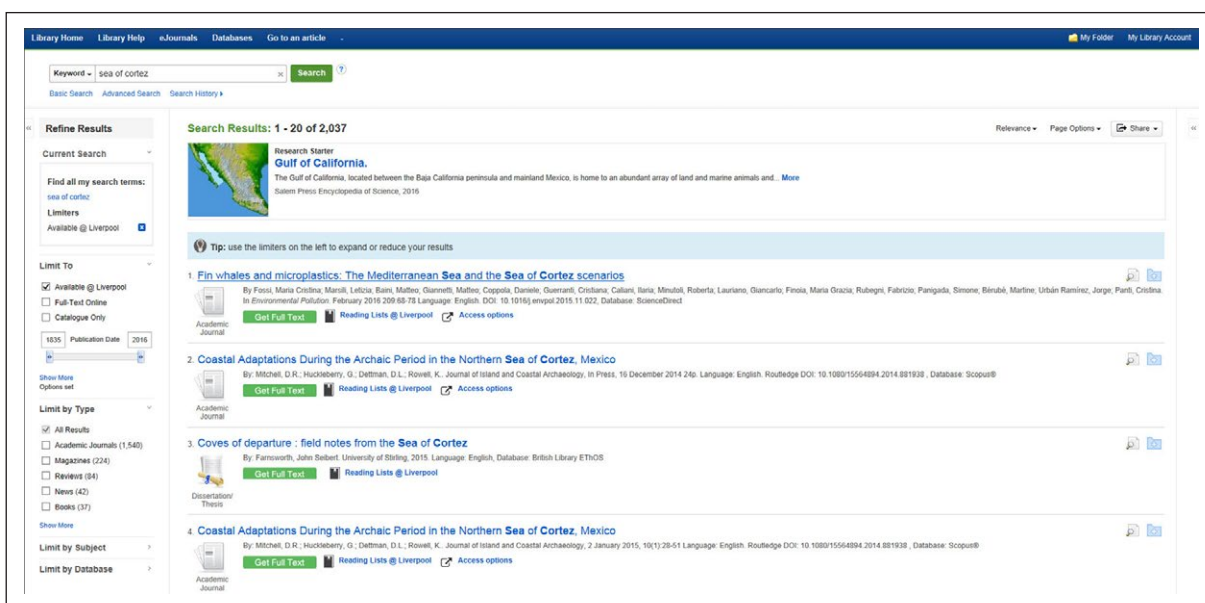 Library Home Library Help eJournals Databases Go to an article My Folder My Library Account
Keyword sea of cortez × Search ?
Basic Search Advanced Search Search History
« Refine Results
Current Search
Find all my search terms:
sea of cortez
Limiters
Available @ Liverpool x
Limit To
Available @ Liverpool
Full-Text Online
Catalogue Only
1835 Publication Date 2016
Show More
Options set
Limit by Type
All Results
Academic Journals (1,540)
Magazines (224)
Reviews (84)
News (42)
Books (37)
Show More
Limit by Subject
Limit by Database
Search Results: 1 - 20 of 2,037 Relevance Page Options Share «
Research Starter
Gulf of California.
The Gulf of California, located between the Baja California peninsula and mainland Mexico, is home to an abundant array of land and marine animals and... More
Salem Press Encyclopedia of Science, 2016
Tip: use the limiters on the left to expand or reduce your results
1. Fin whales and microplastics: The Mediterranean Sea and the Sea of Cortez scenarios
By Fossi, Maria Cristina; Marsili, Letizia; Baini, Matteo; Giannetti, Matteo; Coppola, Daniele; Guerranti, Cristiana; Caliani, Ilaria; Minutoli, Roberta; Lauriano, Giancarlo; Finoia, Maria Grazia; Rubegni, Fabrizio; Panigada, Simone; Bérubé, Martine; Urbán Ramírez, Jorge; Panti, Cristina.
In Environmental Pollution. February 2016 209:68-78 Language: English. DOI: 10.1016/j.envpol.2015.11.022, Database: ScienceDirect
Get Full Text Reading Lists @ Liverpool Access options
Academic
Journal
2. Coastal Adaptations During the Archaic Period in the Northern Sea of Cortez, Mexico
By: Mitchell, D.R.; Huckleberry, G.; Dettman, D.L.; Rowell, K.. Journal of Island and Coastal Archaeology, In Press, 16 December 2014 24p. Language: English. Routledge DOI: 10.1080/15564894.2014.881938 , Database: Scopus®
Get Full Text Reading Lists @ Liverpool Access options
Academic
Journal
3. Coves of departure : field notes from the Sea of Cortez
By: Farnsworth, John Seibert. University of Stirling, 2015. Language: English, Database: British Library EThOS
Get Full Text Reading Lists @ Liverpool
Dissertation/
Thesis
4. Coastal Adaptations During the Archaic Period in the Northern Sea of Cortez, Mexico
By: Mitchell, D.R.; Huckleberry, G.; Dettman, D.L.; Rowell, K.. Journal of Island and Coastal Archaeology, 2 January 2015, 10(1):28-51 Language: English. Routledge DOI: 10.1080/15564894.2014.881938 , Database: Scopus®
Get Full Text Reading Lists @ Liverpool Access options
Academic
Journal